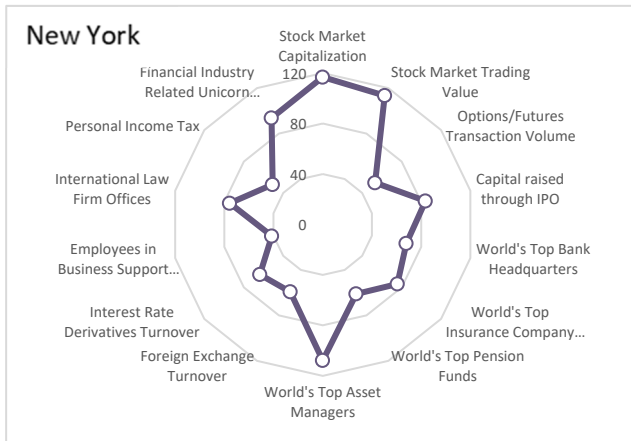 New York
Stock Market
Capitalization
Stock Market Trading
Value
Options/Futures
Transaction Volume
Capital raised
through IPO
World's Top Bank
Headquarters
World's Top
Insurance Company...
World's Top Pension
Funds
World's Top Asset
Managers
Foreign Exchange
Turnover
Interest Rate
Derivatives Turnover
Employees in
Business Support...
International Law
Firm Offices
Personal Income Tax
Financial Industry
Related Unicorn...
120
80
40
0